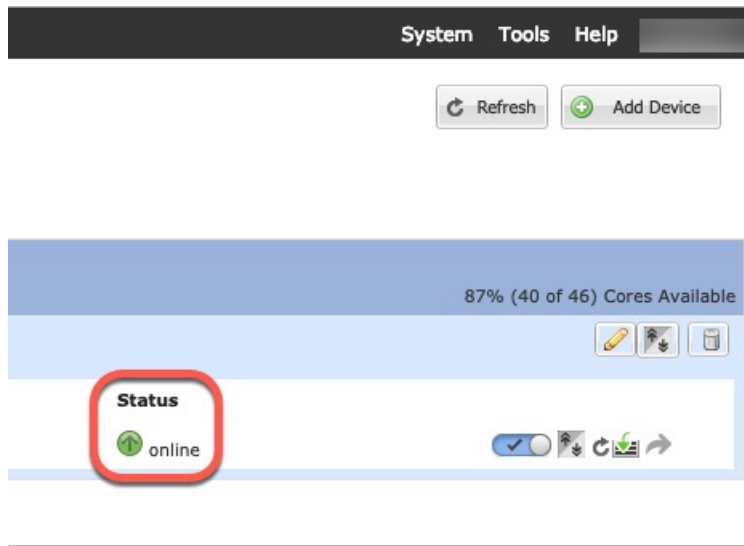 System Tools Help
Refresh Add Device
87% (40 of 46) Cores Available
Status
online